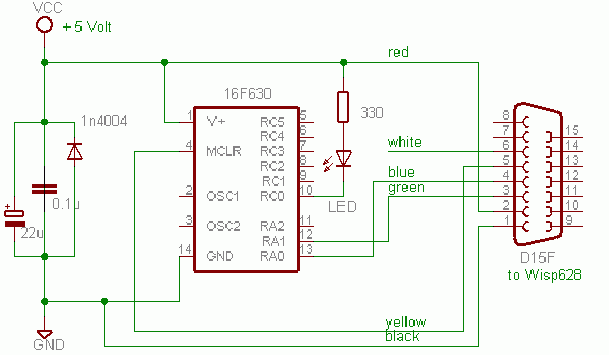 VCC
+5 Volt
red
1n4004
16F630
330
1 V+ RC5 5
RC4 6
4 MCLR RC3 7
RC2 8
RC1 9
2 OSC1 RC0 10
LED
3 OSC2 RA2 11
RA1 12
14 GND RA0 13
+
0.1u
22u
white
blue
green
8
7 15
6 14
5 13
4 12
3 11
2 10
1 9
D15F
to Wisp628
yellow
black
GND